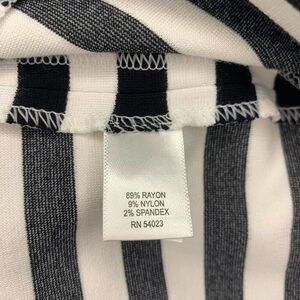 89% RAYON
9% NYLON
2% SPANDEX
RN 54023